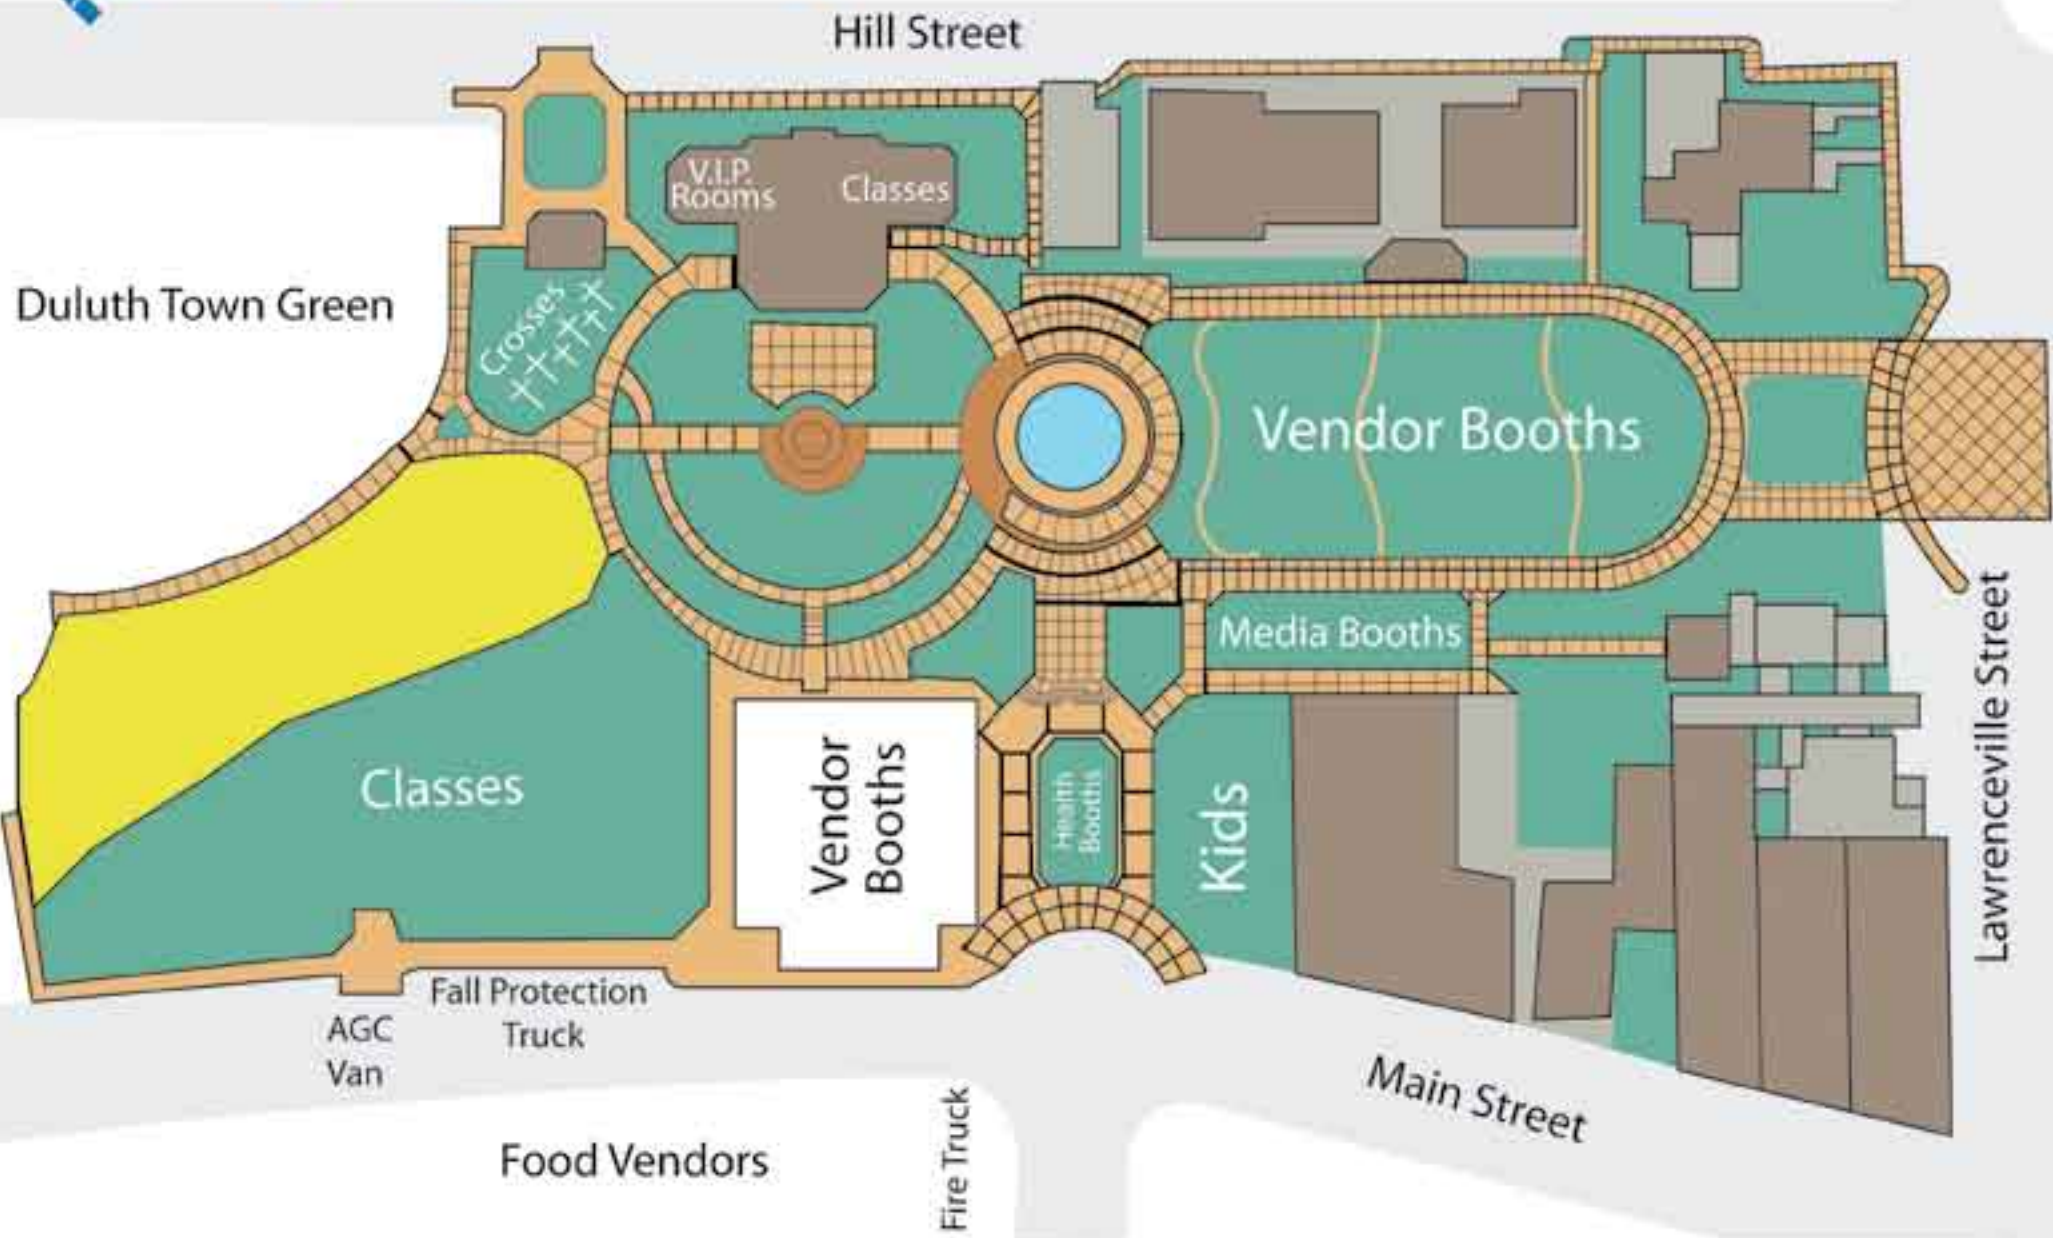 Hill Street
V.I.P.
Rooms
Classes
Duluth Town Green
Crosses
Vendor Booths
Media Booths
Lawrenceville Street
Classes
Vendor
Booths
Health
Booths
Kids
Fall Protection
Truck
AGC
Van
Main Street
Fire Truck
Food Vendors